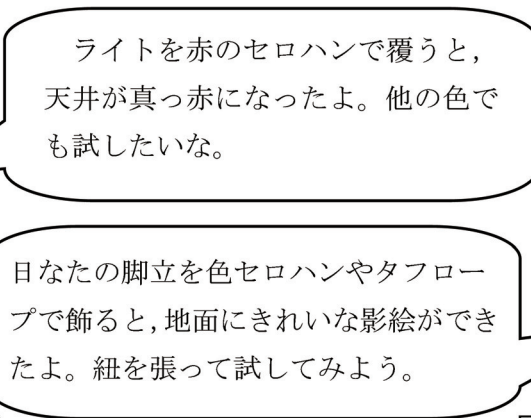 ライトを赤のセロハンで覆うと,
天井が真っ赤になったよ。他の色で
も試したいな。
日なたの脚立を色セロハンやタフロー
プで飾ると,地面にきれいな影絵ができ
たよ。紐を張って試してみよう。